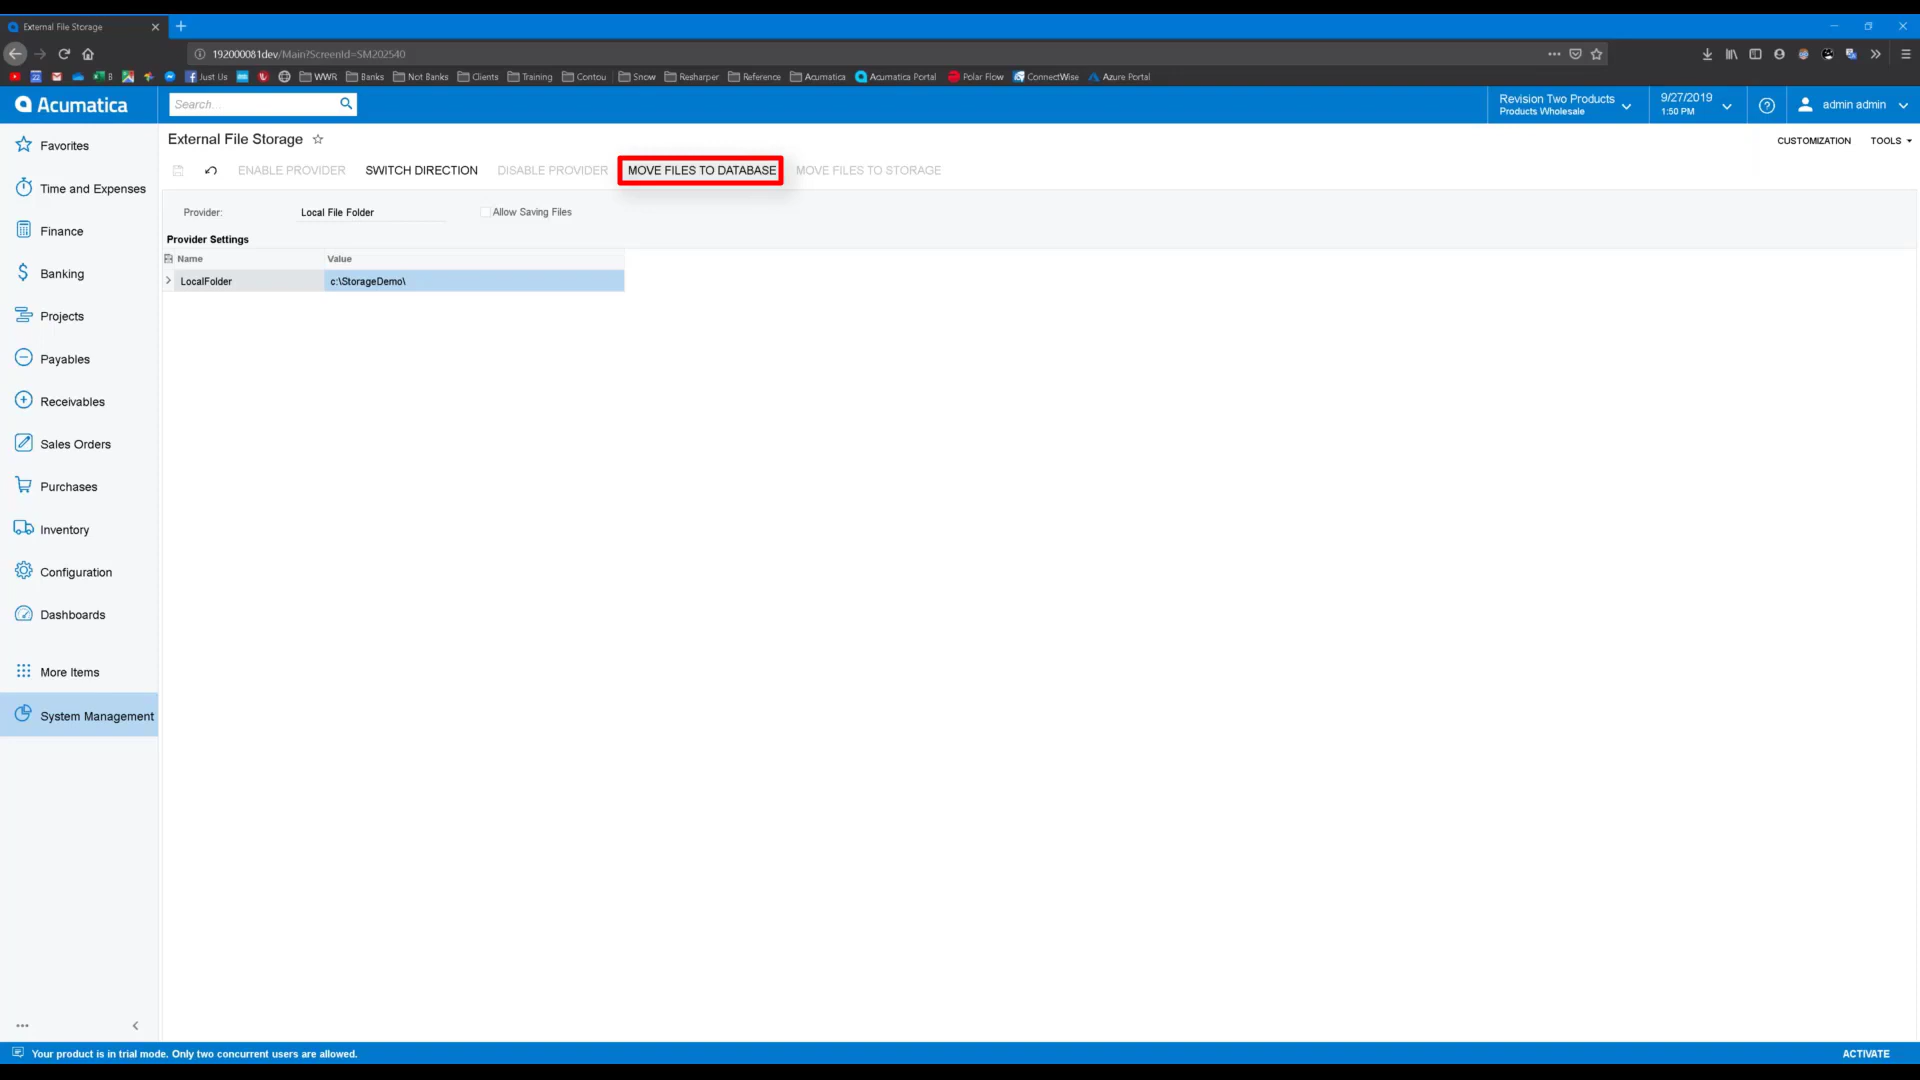 External File Storage
192000081dev/Main?ScreenId=SM202540
Just Us
WWR
Banks
Not Banks
Clients
Training
Contou
Snow
Resharper
Reference
Acumatica
Acumatica Portal
Polar Flow
ConnectWise
Azure Portal
Acumatica
Search...
Revision Two Products
Products Wholesale
9/27/2019
1:50 PM
admin admin
Favorites
Time and Expenses
Finance
Banking
Projects
Payables
Receivables
Sales Orders
Purchases
Inventory
Configuration
Dashboards
More Items
System Management
External File Storage
CUSTOMIZATION
TOOLS
ENABLE PROVIDER
SWITCH DIRECTION
DISABLE PROVIDER
MOVE FILES TO DATABASE
MOVE FILES TO STORAGE
Provider:
Local File Folder
Allow Saving Files
Provider Settings
Name
Value
LocalFolder
c:\StorageDemo\
Your product is in trial mode. Only two concurrent users are allowed.
ACTIVATE